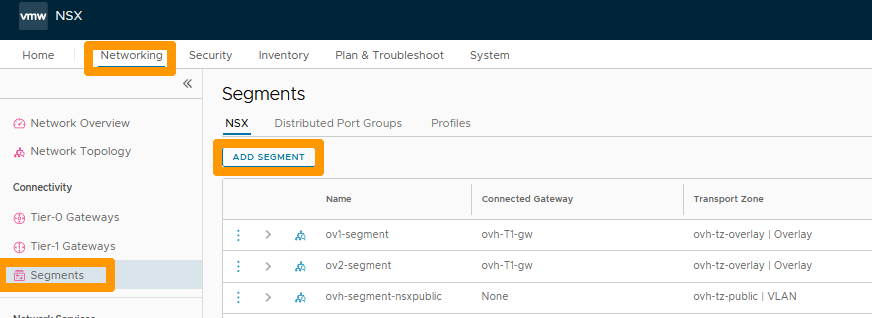 vmw NSX
Home Networking Security Inventory Plan & Troubleshoot System
Network Overview
Network Topology
Connectivity
Tier-0 Gateways
Tier-1 Gateways
Segments
Network Services
Segments
NSX Distributed Port Groups Profiles
ADD SEGMENT
Name Connected Gateway Transport Zone
ov1-segment ovh-T1-gw ovh-tz-overlay | Overlay
ov2-segment ovh-T1-gw ovh-tz-overlay | Overlay
ovh-segment-nsxpublic None ovh-tz-public | VLAN